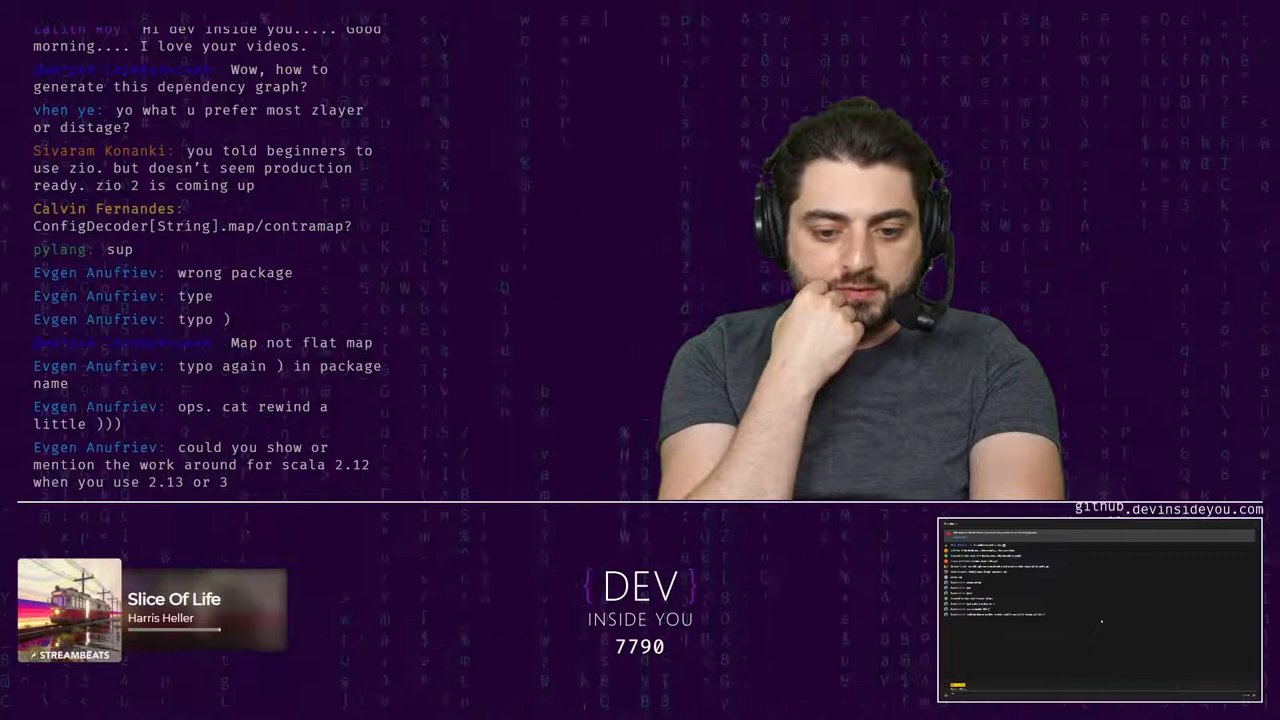 Lalith Roy: Hi dev inside you..... Good
morning.... I love your videos.
Wow, how to
generate this dependency graph?
vhen ye: yo what u prefer most zlayer
or distage?
Sivaram Konanki: you told beginners to
use zio. but doesn't seem production
ready. zio 2 is coming up
Calvin Fernandes:
ConfigDecoder[String].map/contramap?
pylang: sup
Evgen Anufriev: wrong package
Evgen Anufriev: type
Evgen Anufriev: typo )
Map not flat map
Evgen Anufriev: typo again ) in package
name
Evgen Anufriev: ops. cat rewind a
little )))
Evgen Anufriev: could you show or
mention the work around for scala 2.12
when you use 2.13 or 3
github.devinsideyou.com
Slice Of Life
Harris Heller
STREAMBEATS
{ DEV
INSIDE YOU
7790